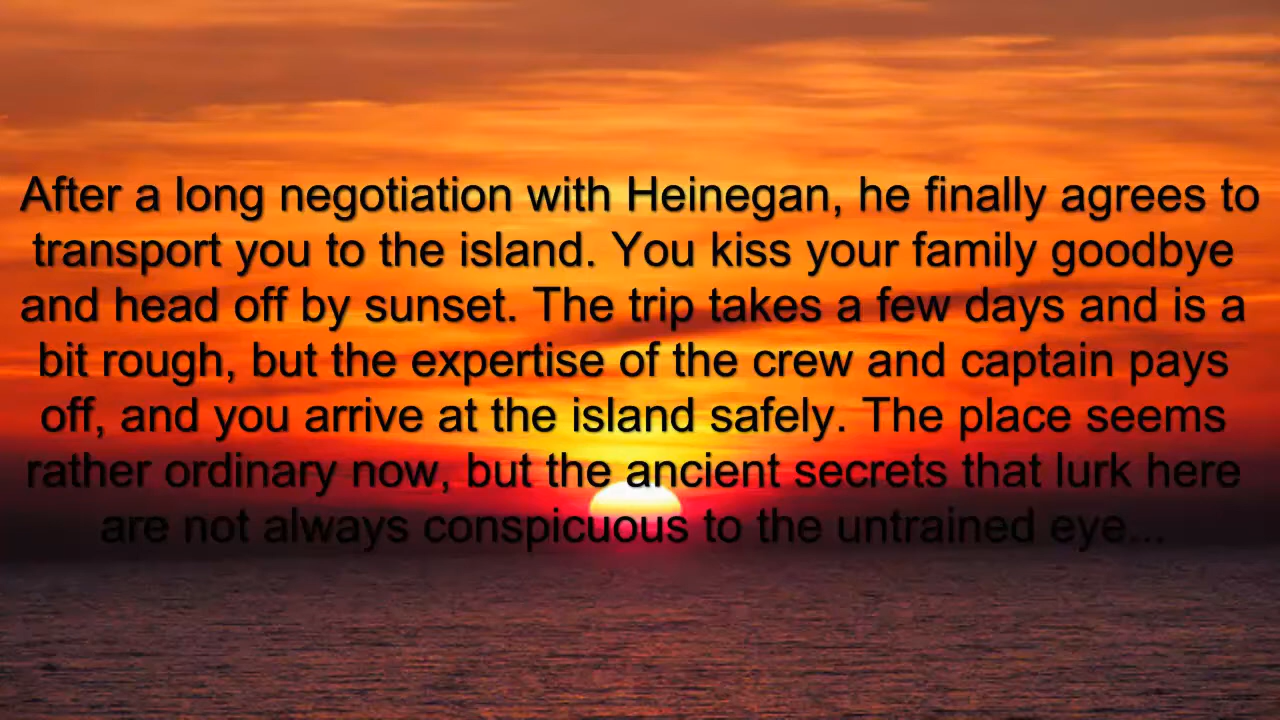 After a long negotiation with Heinegan, he finally agrees to
transport you to the island. You kiss your family goodbye
and head off by sunset. The trip takes a few days and is a
bit rough, but the expertise of the crew and captain pays
off, and you arrive at the island safely. The place seems
rather ordinary now, but the ancient secrets that lurk here
are not always conspicuous to the untrained eye...